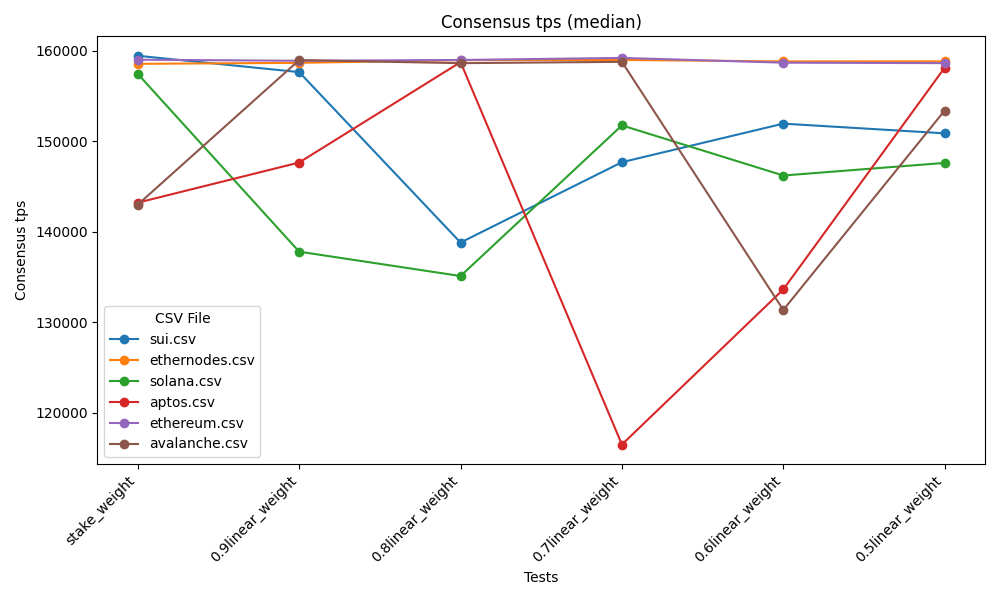 Consensus tps (median)
160000
150000
140000
130000
120000
Consensus tps
CSV File
sui.csv
ethernodes.csv
solana.csv
aptos.csv
ethereum.csv
avalanche.csv
stake_weight
0.9linear_weight
0.8linear_weight
0.7linear_weight
0.6linear_weight
0.5linear_weight
Tests